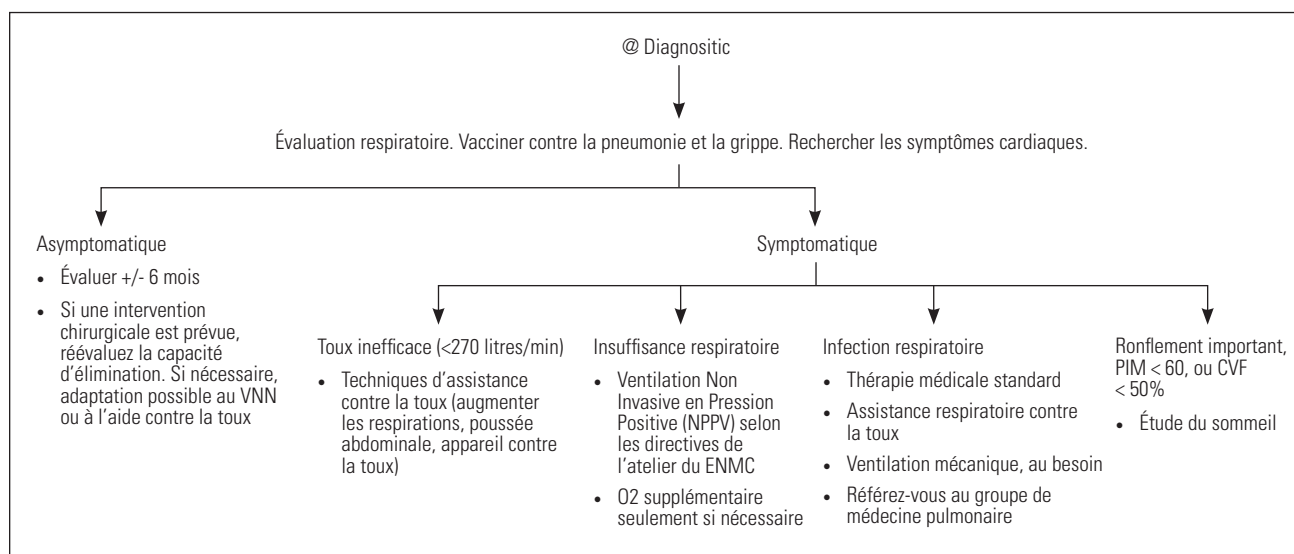 @ Diagnositic
Évaluation respiratoire. Vacciner contre la pneumonie et la grippe. Rechercher les symptômes cardiaques.
Asymptomatique
• Évaluer +/- 6 mois
• Si une intervention
chirurgicale est prévue,
réévaluez la capacité
d'élimination. Si nécessaire,
adaptation possible au VNN
ou à l'aide contre la toux
Symptomatique
Toux inefficace (<270 litres/min)
• Techniques d'assistance
contre la toux (augmenter
les respirations, poussée
abdominale, appareil contre
la toux)
Insuffisance respiratoire
• Ventilation Non
Invasive en Pression
Positive (NPPV) selon
les directives de
l'atelier du ENMC
• O2 supplémentaire
seulement si nécessaire
Infection respiratoire
• Thérapie médicale standard
• Assistance respiratoire contre
la toux
• Ventilation mécanique, au besoin
• Référez-vous au groupe de
médecine pulmonaire
Ronflement important,
PIM < 60, ou CVF
< 50%
• Étude du sommeil